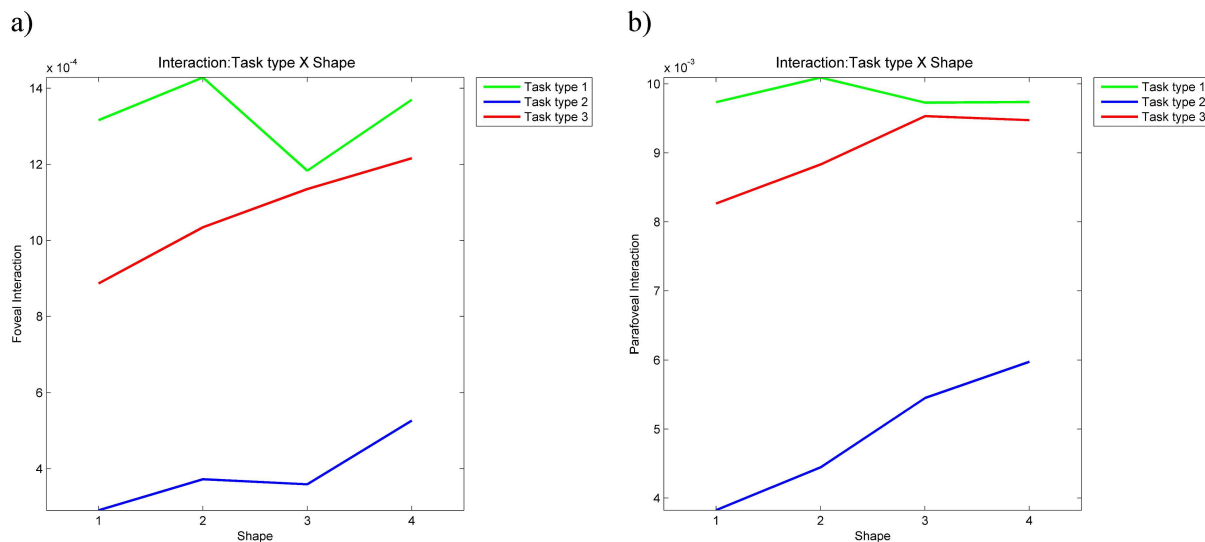 a)
Interaction:Task type X Shape
x 10⁻⁴
14
12
10
8
6
4
1 2 3 4
Shape
Foveal Interaction
Task type 1
Task type 2
Task type 3
b)
Interaction:Task type X Shape
x 10⁻³
10
9
8
7
6
5
4
1 2 3 4
Shape
Parafoveal Interaction
Task type 1
Task type 2
Task type 3